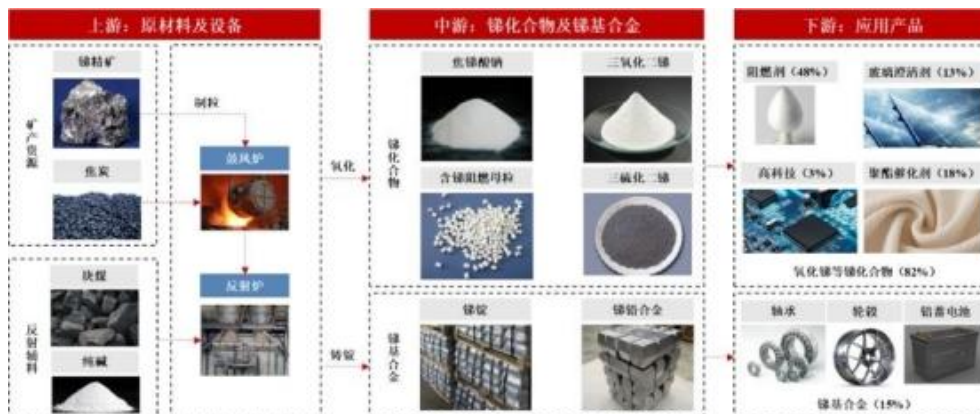 上游：原材料及设备
中游：锑化合物及锑基合金
下游：应用产品
锑精矿
制粒
矿产资源
焦炭
鼓风炉
氧化
块煤
反射辅料
纯碱
反射炉
铸锭
焦锑酸钠
三氧化二锑
锑化合物
含锑阻燃母粒
三硫化二锑
锑锭
锑铅合金
锑基合金
阻燃剂（48%）
玻璃澄清剂（13%）
高科技（3%）
聚酯催化剂（18%）
氧化锑等锑化合物（82%）
轴承
轮毂
铅蓄电池
锑基合金（15%）